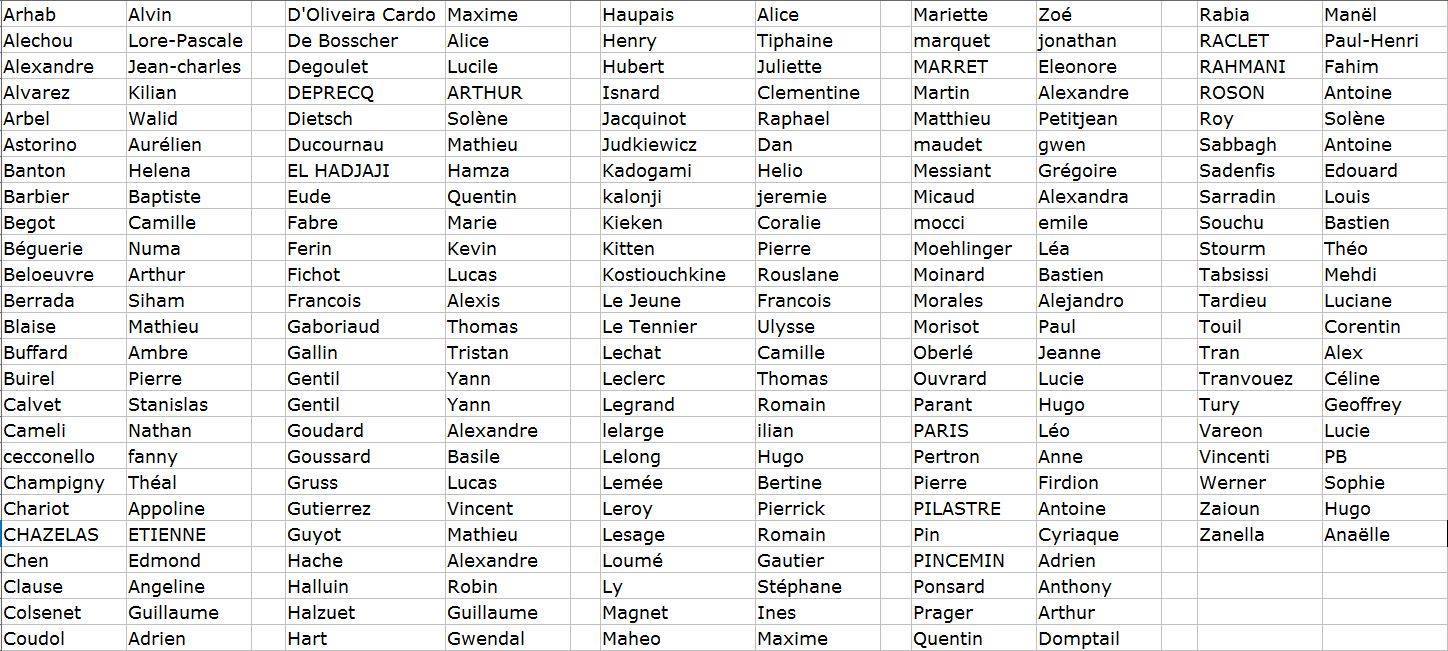 Arhab Alvin D'Oliveira Cardo Maxime Haupais Alice Mariette Zoé Rabia Manël
Alechou Lore-Pascale De Bosscher Alice Henry Tiphaine marquet jonathan RACLET Paul-Henri
Alexandre Jean-charles Degoulet Lucile Hubert Juliette MARRET Eleonore RAHMANI Fahim
Alvarez Kilian DEPRECQ ARTHUR Isnard Clementine Martin Alexandre ROSON Antoine
Arbel Walid Dietsch Solène Jacquinot Raphael Matthieu Petitjean Roy Solène
Astorino Aurélien Ducournau Mathieu Judkiewicz Dan maudet gwen Sabbagh Antoine
Banton Helena EL HADJAJI Hamza Kadogami Helio Messiant Grégoire Sadenfis Edouard
Barbier Baptiste Eude Quentin kalonji jeremie Micaud Alexandra Sarradin Louis
Begot Camille Fabre Marie Kieken Coralie mocci emile Souchu Bastien
Béguerie Numa Ferin Kevin Kitten Pierre Moehlinger Léa Stourm Théo
Beloeuvre Arthur Fichot Lucas Kostiouchkine Rouslane Moinard Bastien Tabsissi Mehdi
Berrada Siham Francois Alexis Le Jeune Francois Morales Alejandro Tardieu Luciane
Blaise Mathieu Gaboriaud Thomas Le Tennier Ulysse Morisot Paul Touil Corentin
Buffard Ambre Gallin Tristan Lechat Camille Oberlé Jeanne Tran Alex
Buirel Pierre Gentil Yann Leclerc Thomas Ouvrard Lucie Tranvouez Céline
Calvet Stanislas Gentil Yann Legrand Romain Parant Hugo Tury Geoffrey
Cameli Nathan Goudard Alexandre lelarge ilian PARIS Léo Vareon Lucie
cecconello fanny Goussard Basile Lelong Hugo Pertron Anne Vincenti PB
Champigny Théal Gruss Lucas Lemée Bertine Pierre Firdion Werner Sophie
Chariot Appoline Gutierrez Vincent Leroy Pierrick PILASTRE Antoine Zaioun Hugo
CHAZELAS ETIENNE Guyot Mathieu Lesage Romain Pin Cyriaque Zanella Anaëlle
Chen Edmond Hache Alexandre Loumé Gautier PINCEMIN Adrien
Clause Angeline Halluin Robin Ly Stéphane Ponsard Anthony
Colsenet Guillaume Halzuet Guillaume Magnet Ines Prager Arthur
Coudol Adrien Hart Gwendal Maheo Maxime Quentin Domptail